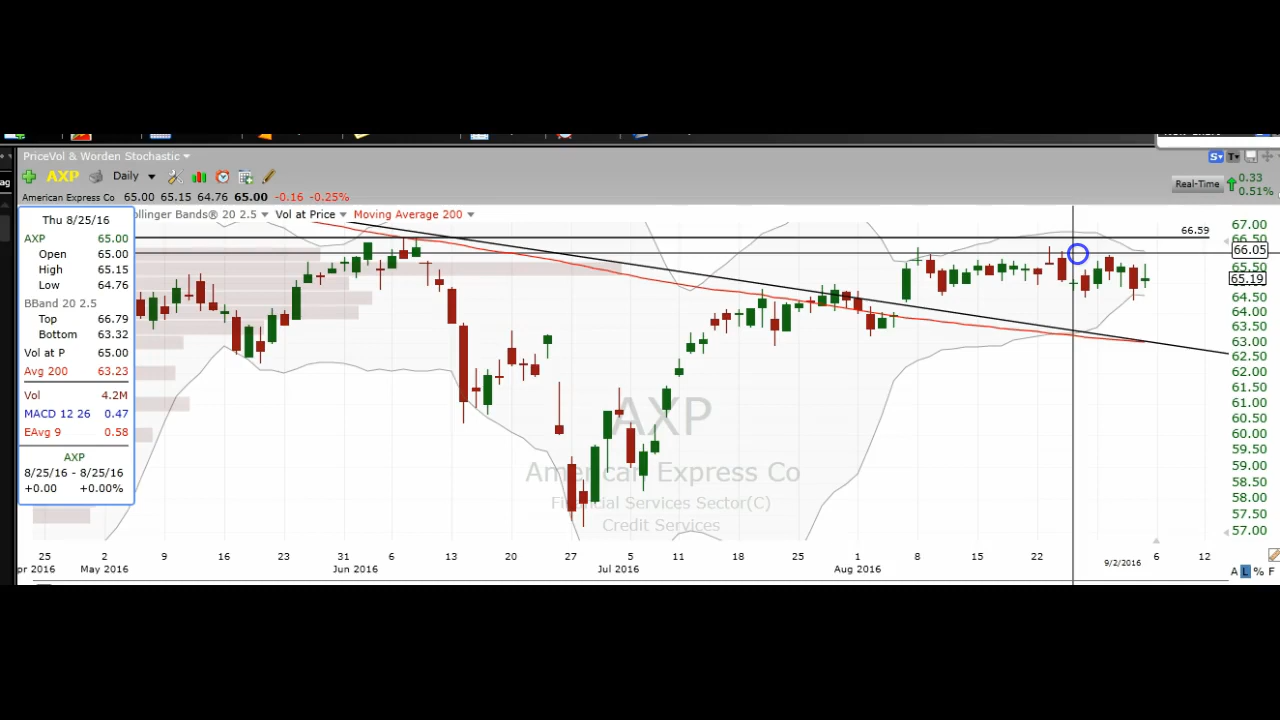 ag
PriceVol & Worden Stochastic
AXP Daily
S T
Real-Time 0.33
0.51%
American Express Co 65.00 65.15 64.76 65.00 -0.16 -0.25%
ollinger Bands® 20 2.5 Vol at Price Moving Average 200
Thu 8/25/16
AXP 65.00
Open 65.00
High 65.15
Low 64.76
BBand 20 2.5
Top 66.79
Bottom 63.32
Vol at P 65.00
Avg 200 63.23
Vol 4.2M
MACD 12 26 0.47
EAvg 9 0.58
AXP
8/25/16 - 8/25/16
+0.00 +0.00%
66.59
67.00
66.50
66.05
65.50
65.19
64.50
64.00
63.50
63.00
62.50
62.00
61.50
61.00
60.50
60.00
59.50
59.00
58.50
58.00
57.50
57.00
AXP
American Express Co
Financial Services Sector(C)
Credit Services
25 2 9 16 23 31 6 13 20 27 5 11 18 25 1 8 15 22 6 12
pr 2016 May 2016 Jun 2016 Jul 2016 Aug 2016 9/2/2016
A L % F